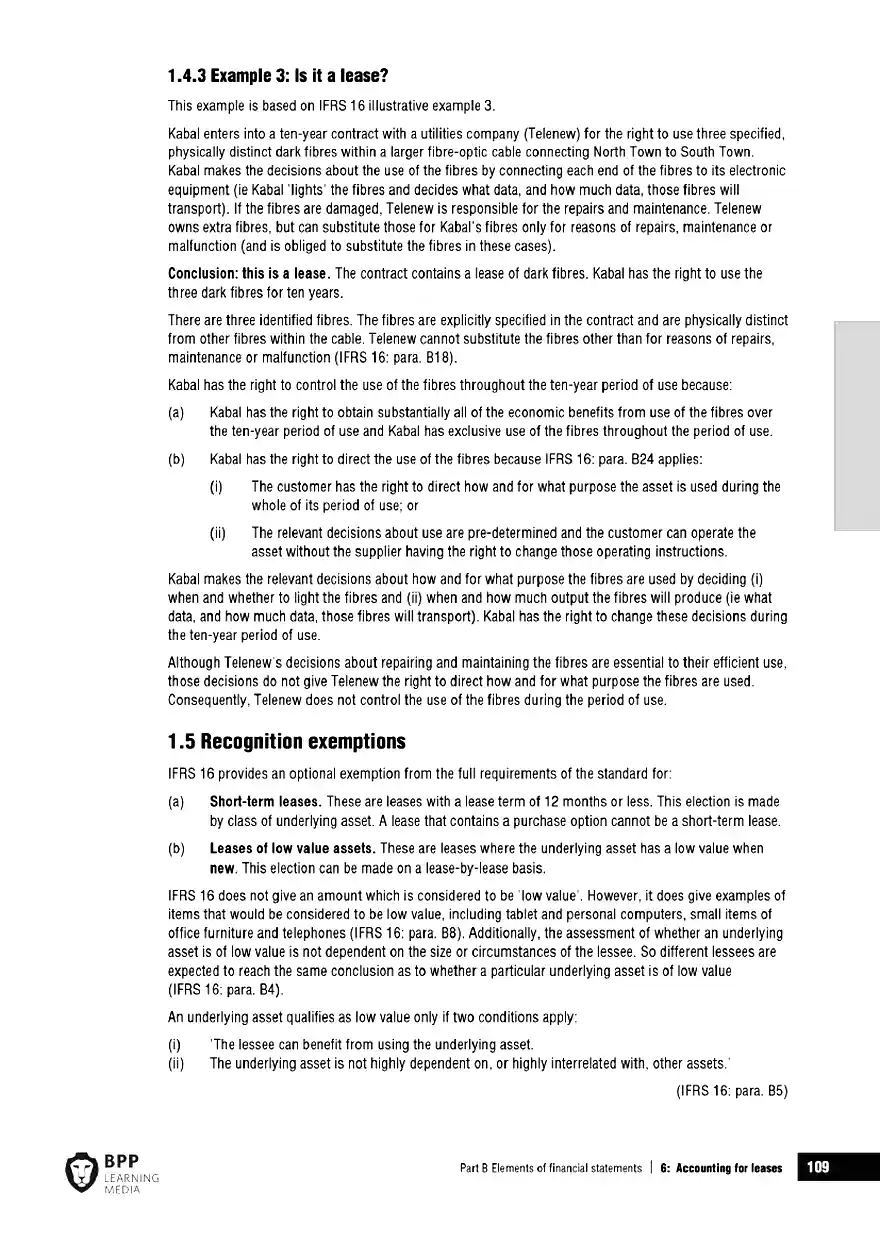 1.4.3 Example 3: Is it a lease?
This example is based on IFRS 16 illustrative example 3.
Kabal enters into a ten-year contract with a utilities company (Telenew) for the right to use three specified,
physically distinct dark fibres within a larger fibre-optic cable connecting North Town to South Town.
Kabal makes the decisions about the use of the fibres by connecting each end of the fibres to its electronic
equipment (ie Kabal 'lights' the fibres and decides what data, and how much data, those fibres will
transport). If the fibres are damaged, Telenew is responsible for the repairs and maintenance. Telenew
owns extra fibres, but can substitute those for Kabal's fibres only for reasons of repairs, maintenance or
malfunction (and is obliged to substitute the fibres in these cases).
Conclusion: this is a lease. The contract contains a lease of dark fibres. Kabal has the right to use the
three dark fibres for ten years.
There are three identified fibres. The fibres are explicitly specified in the contract and are physically distinct
from other fibres within the cable. Telenew cannot substitute the fibres other than for reasons of repairs,
maintenance or malfunction (IFRS 16: para. B18).
Kabal has the right to control the use of the fibres throughout the ten-year period of use because:
(a) Kabal has the right to obtain substantially all of the economic benefits from use of the fibres over
the ten-year period of use and Kabal has exclusive use of the fibres throughout the period of use.
(b) Kabal has the right to direct the use of the fibres because IFRS 16: para. B24 applies:
(i) The customer has the right to direct how and for what purpose the asset is used during the
whole of its period of use; or
(ii) The relevant decisions about use are pre-determined and the customer can operate the
asset without the supplier having the right to change those operating instructions.
Kabal makes the relevant decisions about how and for what purpose the fibres are used by deciding (i)
when and whether to light the fibres and (ii) when and how much output the fibres will produce (ie what
data, and how much data, those fibres will transport). Kabal has the right to change these decisions during
the ten-year period of use.
Although Telenew's decisions about repairing and maintaining the fibres are essential to their efficient use,
those decisions do not give Telenew the right to direct how and for what purpose the fibres are used.
Consequently, Telenew does not control the use of the fibres during the period of use.
1.5 Recognition exemptions
IFRS 16 provides an optional exemption from the full requirements of the standard for:
(a) Short-term leases. These are leases with a lease term of 12 months or less. This election is made
by class of underlying asset. A lease that contains a purchase option cannot be a short-term lease.
(b) Leases of low value assets. These are leases where the underlying asset has a low value when
new. This election can be made on a lease-by-lease basis.
IFRS 16 does not give an amount which is considered to be 'low value'. However, it does give examples of
items that would be considered to be low value, including tablet and personal computers, small items of
office furniture and telephones (IFRS 16: para. B8). Additionally, the assessment of whether an underlying
asset is of low value is not dependent on the size or circumstances of the lessee. So different lessees are
expected to reach the same conclusion as to whether a particular underlying asset is of low value
(IFRS 16: para. B4).
An underlying asset qualifies as low value only if two conditions apply:
(i) 'The lessee can benefit from using the underlying asset.
(ii) The underlying asset is not highly dependent on, or highly interrelated with, other assets.'
(IFRS 16: para. B5)
BPP
LEARNING
MEDIA
Part B Elements of financial statements | 6: Accounting for leases 109